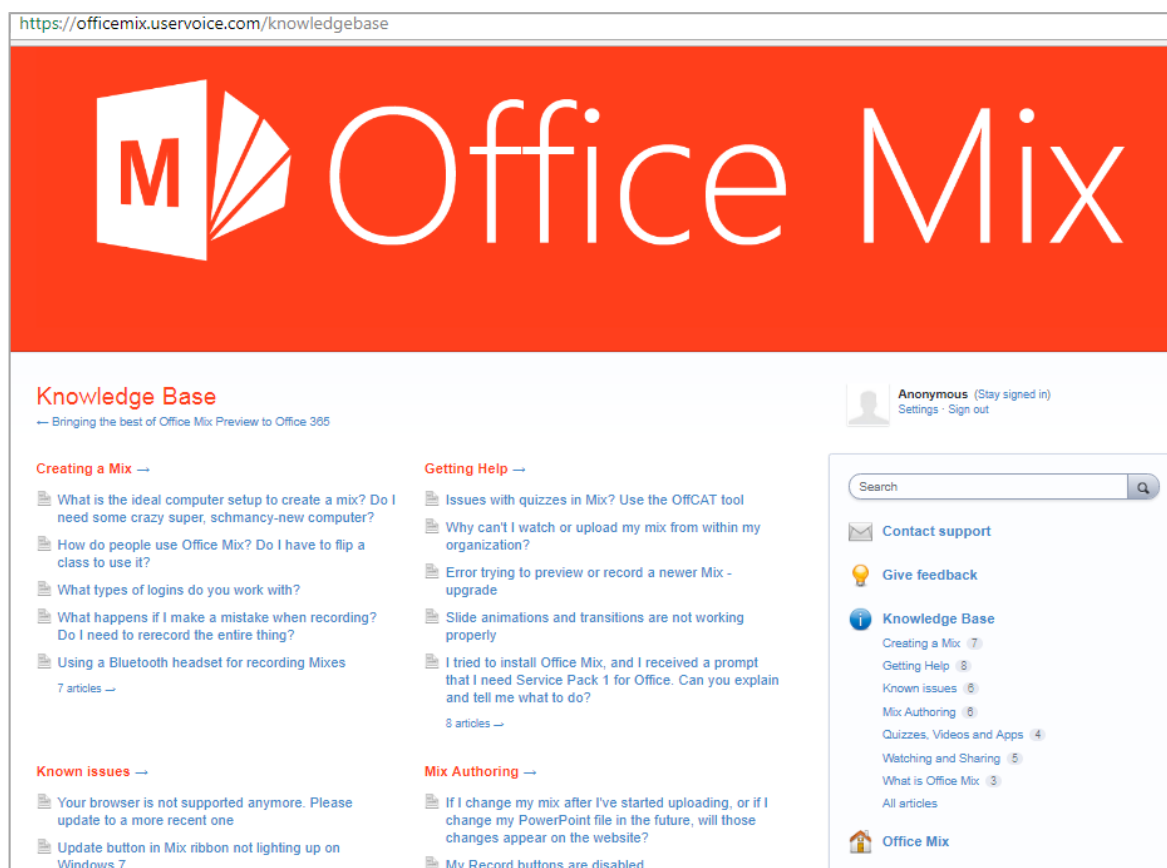 https://officemix.uservoice.com/knowledgebase
M
Office Mix
Knowledge Base
← Bringing the best of Office Mix Preview to Office 365
Anonymous (Stay signed in)
Settings · Sign out
Creating a Mix →
What is the ideal computer setup to create a mix? Do I
need some crazy super, schmancy-new computer?
How do people use Office Mix? Do I have to flip a
class to use it?
What types of logins do you work with?
What happens if I make a mistake when recording?
Do I need to rerecord the entire thing?
Using a Bluetooth headset for recording Mixes
7 articles →
Getting Help →
Issues with quizzes in Mix? Use the OffCAT tool
Why can't I watch or upload my mix from within my
organization?
Error trying to preview or record a newer Mix -
upgrade
Slide animations and transitions are not working
properly
I tried to install Office Mix, and I received a prompt
that I need Service Pack 1 for Office. Can you explain
and tell me what to do?
8 articles →
Known issues →
Your browser is not supported anymore. Please
update to a more recent one
Update button in Mix ribbon not lighting up on
Windows 7
Mix Authoring →
If I change my mix after I've started uploading, or if I
change my PowerPoint file in the future, will those
changes appear on the website?
My Record buttons are disabled
Search
Contact support
Give feedback
Knowledge Base
Creating a Mix 7
Getting Help 8
Known issues 6
Mix Authoring 6
Quizzes, Videos and Apps 4
Watching and Sharing 5
What is Office Mix 3
All articles
Office Mix